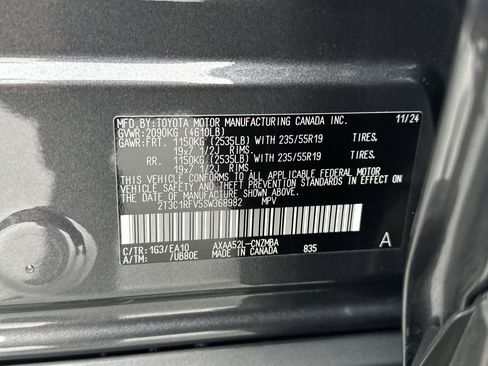 MFD.BY:TOYOTA MOTOR MANUFACTURING CANADA INC. 11/24
GVWR:2090KG (4610LB)
GAWR:FRT. 1150KG (2535LB) WITH 235/55R19 TIRES,
19x7 1/2J RIMS.
RR. 1150KG (2535LB) WITH 235/55R19 TIRES,
19x7 1/2J RIMS.
THIS VEHICLE CONFORMS TO ALL APPLICABLE FEDERAL MOTOR
VEHICLE SAFETY AND THEFT PREVENTION STANDARDS IN EFFECT
ON THE DATE OF MANUFACTURE SHOWN ABOVE.
2T3C1RFV5SW368982 MPV
C/TR:1G3/EA10 AXAA52L-CNZMBA 835 A
A/TM: /UB80E MADE IN CANADA